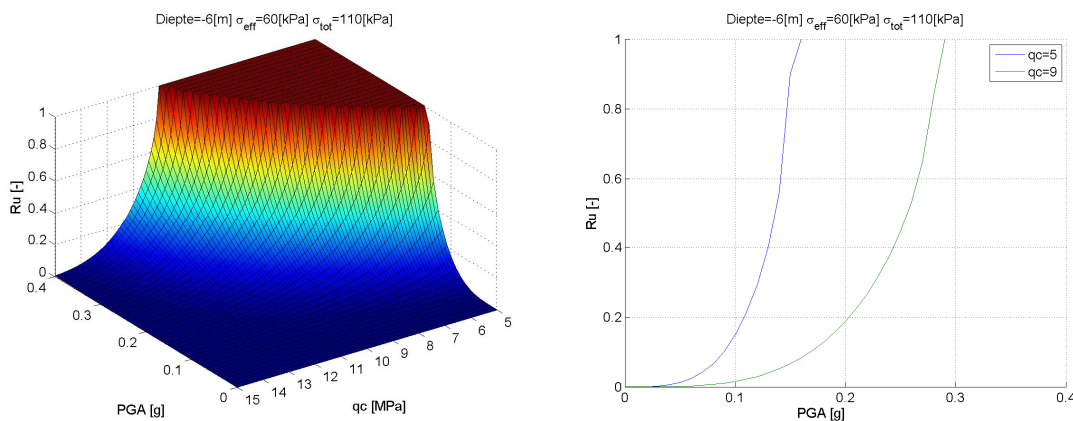 Diepte=-6[m] σeff=60[kPa] σtot=110[kPa]
1
0.8
0.6
0.4
0.2
0
Ru [-]
0.4
0.3
0.2
0.1
0
PGA [g]
15
14
13
12
11
10
9
8
7
6
5
qc [MPa]
Diepte=-6[m] σeff=60[kPa] σtot=110[kPa]
qc=5
qc=9
1
0.8
0.6
0.4
0.2
0
Ru [-]
0 0.1 0.2 0.3 0.4
PGA [g]